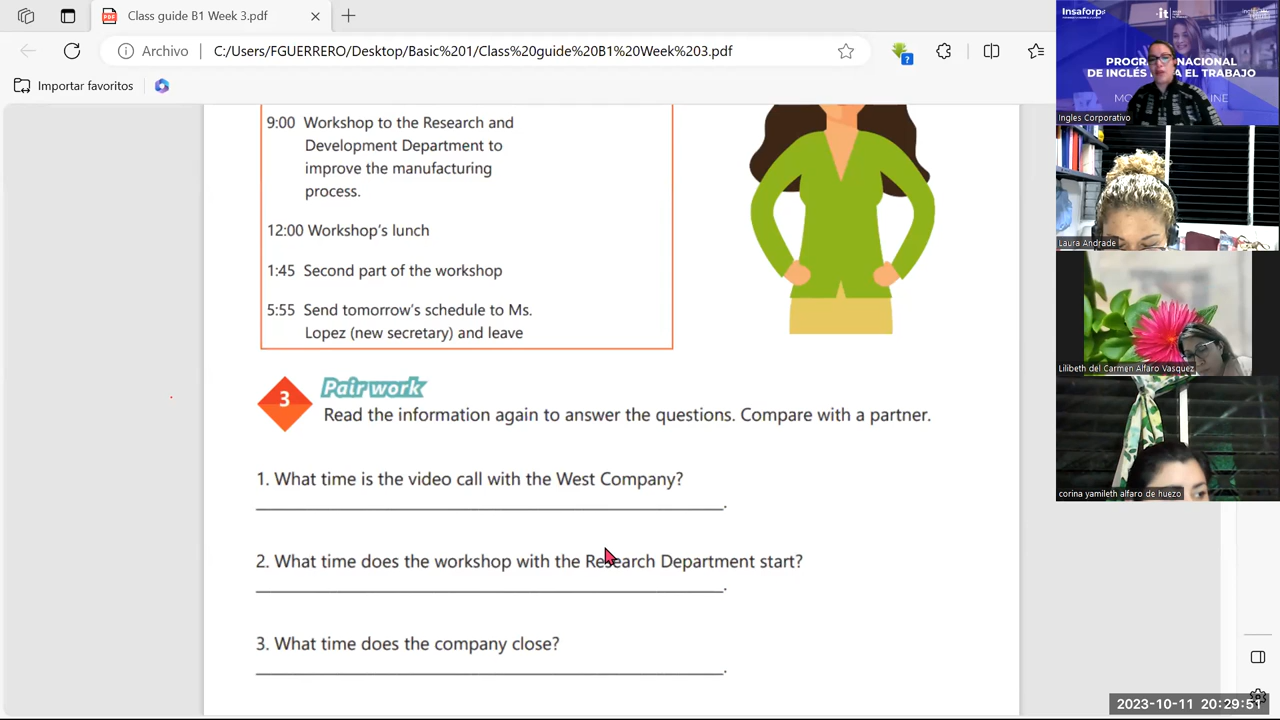 Class guide B1 Week 3.pdf
Archivo
C:/Users/FGUERRERO/Desktop/Basic%201/Class%20guide%20B1%20Week%203.pdf
Importar favoritos
9:00 Workshop to the Research and
Development Department to
improve the manufacturing
process.
12:00 Workshop's lunch
1:45 Second part of the workshop
5:55 Send tomorrow's schedule to Ms.
Lopez (new secretary) and leave
3
Pair work
Read the information again to answer the questions. Compare with a partner.
1. What time is the video call with the West Company?
2. What time does the workshop with the Research Department start?
3. What time does the company close?
Insaforp
Ingles Corporativo
Laura Andrade
Lilibeth del Carmen Alfaro Vasquez
corina yamileth alfaro de huezo
2023-10-11 20:29:51